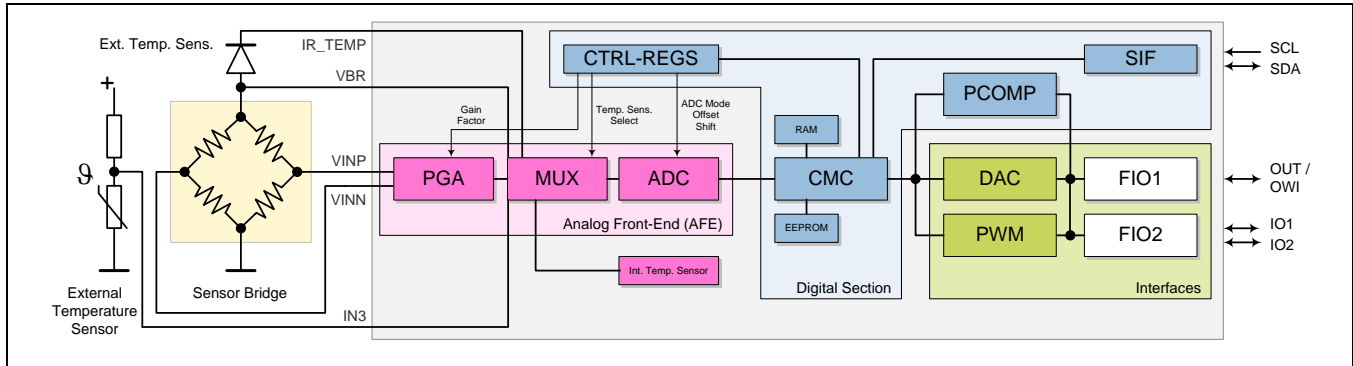 Ext. Temp. Sens.
IR_TEMP
VBR
+
ϑ
VINP
VINN
External
Temperature
Sensor
Sensor Bridge
IN3
CTRL-REGS
SIF
SCL
SDA
PCOMP
Gain
Factor
Temp. Sens.
Select
ADC Mode
Offset
Shift
RAM
PGA
MUX
ADC
CMC
DAC
FIO1
OUT /
OWI
Analog Front-End (AFE)
EEPROM
PWM
FIO2
IO1
IO2
Int. Temp. Sensor
Digital Section
Interfaces